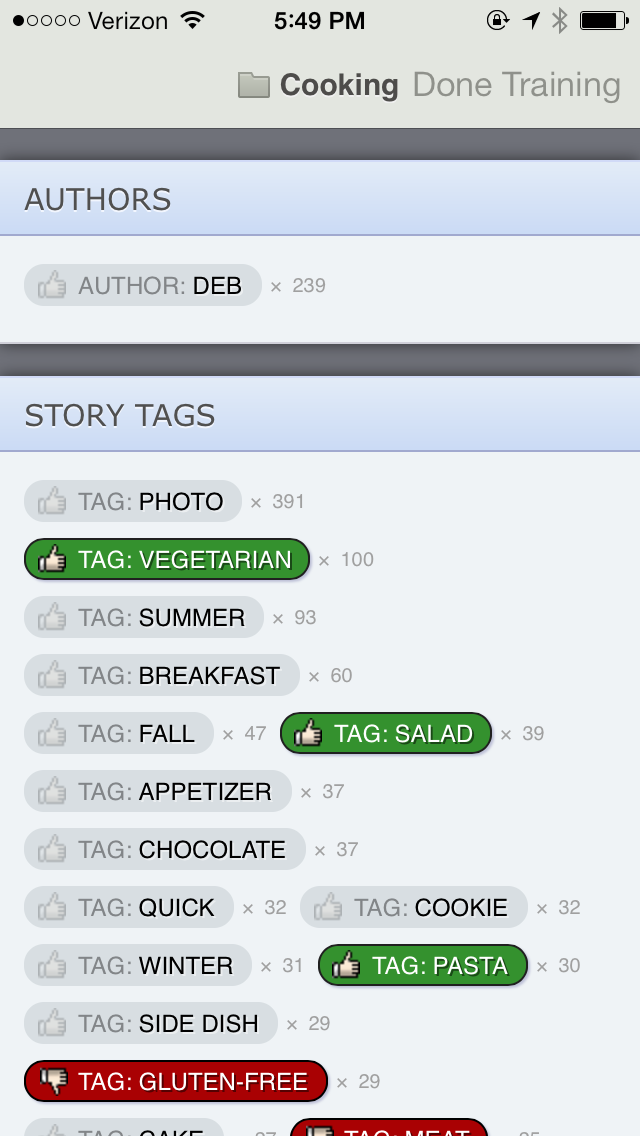 Verizon 5:49 PM
Cooking Done Training
AUTHORS
AUTHOR: DEB × 239
STORY TAGS
TAG: PHOTO × 391
TAG: VEGETARIAN × 100
TAG: SUMMER × 93
TAG: BREAKFAST × 60
TAG: FALL × 47 TAG: SALAD × 39
TAG: APPETIZER × 37
TAG: CHOCOLATE × 37
TAG: QUICK × 32 TAG: COOKIE × 32
TAG: WINTER × 31 TAG: PASTA × 30
TAG: SIDE DISH × 29
TAG: GLUTEN-FREE × 29
TAG: CAKE TAG: MEAT